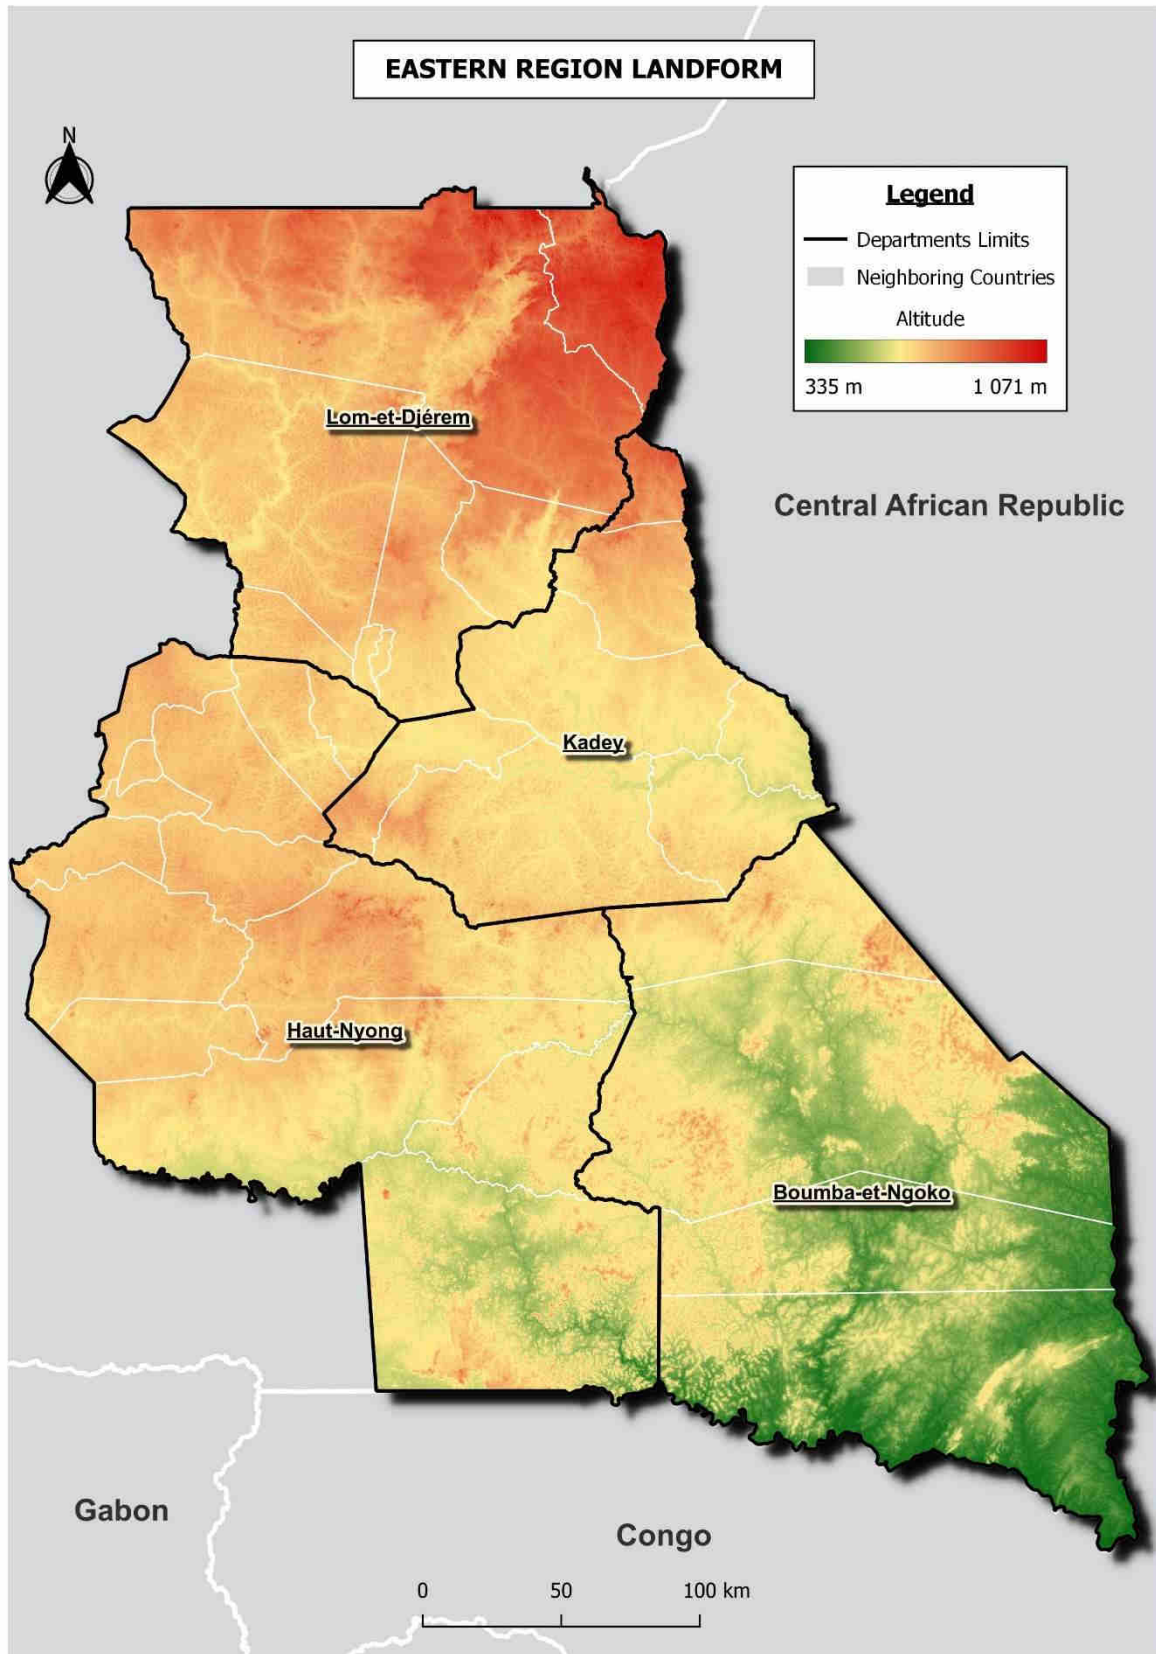 EASTERN REGION LANDFORM
N
Legend
Departments Limits
Neighboring Countries
Altitude
335 m 1 071 m
Lom-et-Djérem
Central African Republic
Kadey
Haut-Nyong
Boumba-et-Ngoko
Gabon
Congo
0 50 100 km